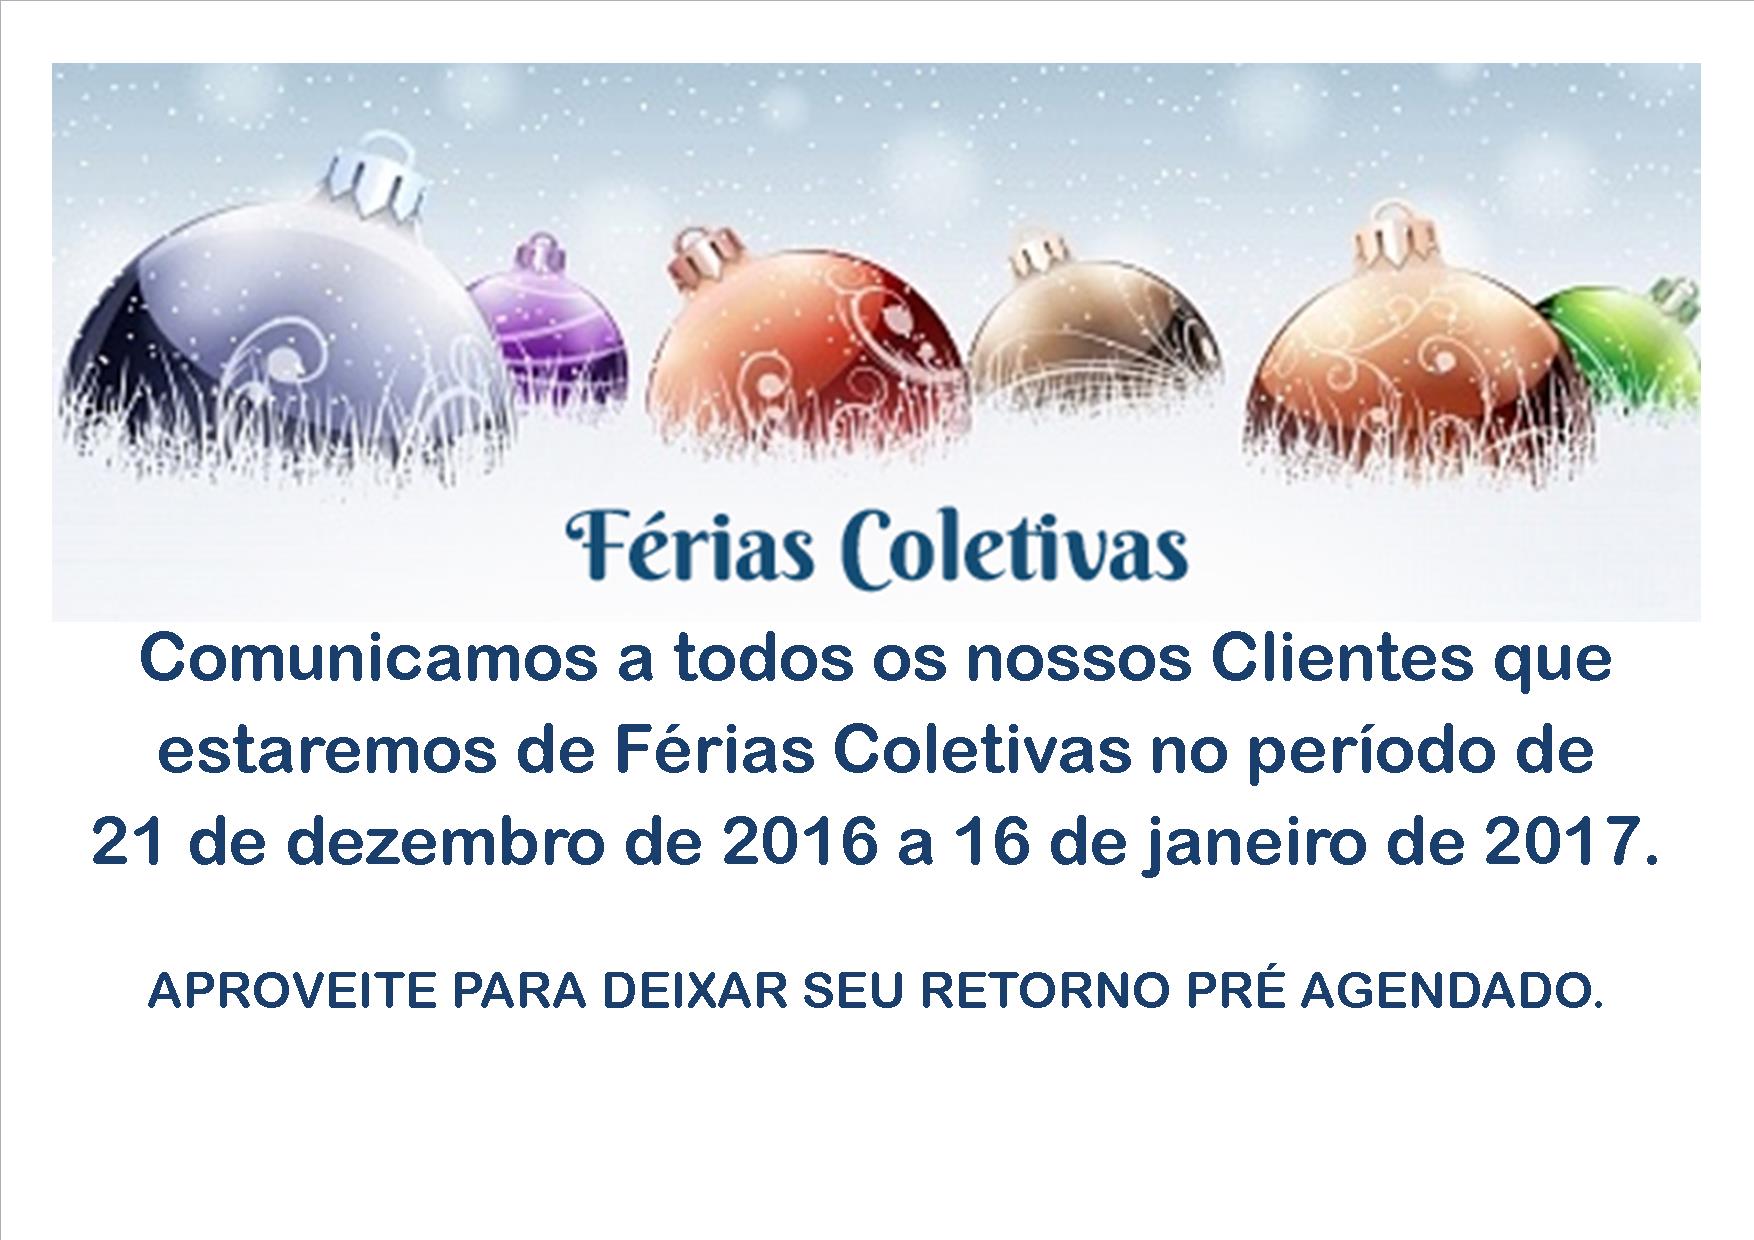 Férias Coletivas
Comunicamos a todos os nossos Clientes que
estaremos de Férias Coletivas no período de
21 de dezembro de 2016 a 16 de janeiro de 2017.
APROVEITE PARA DEIXAR SEU RETORNO PRÉ AGENDADO.